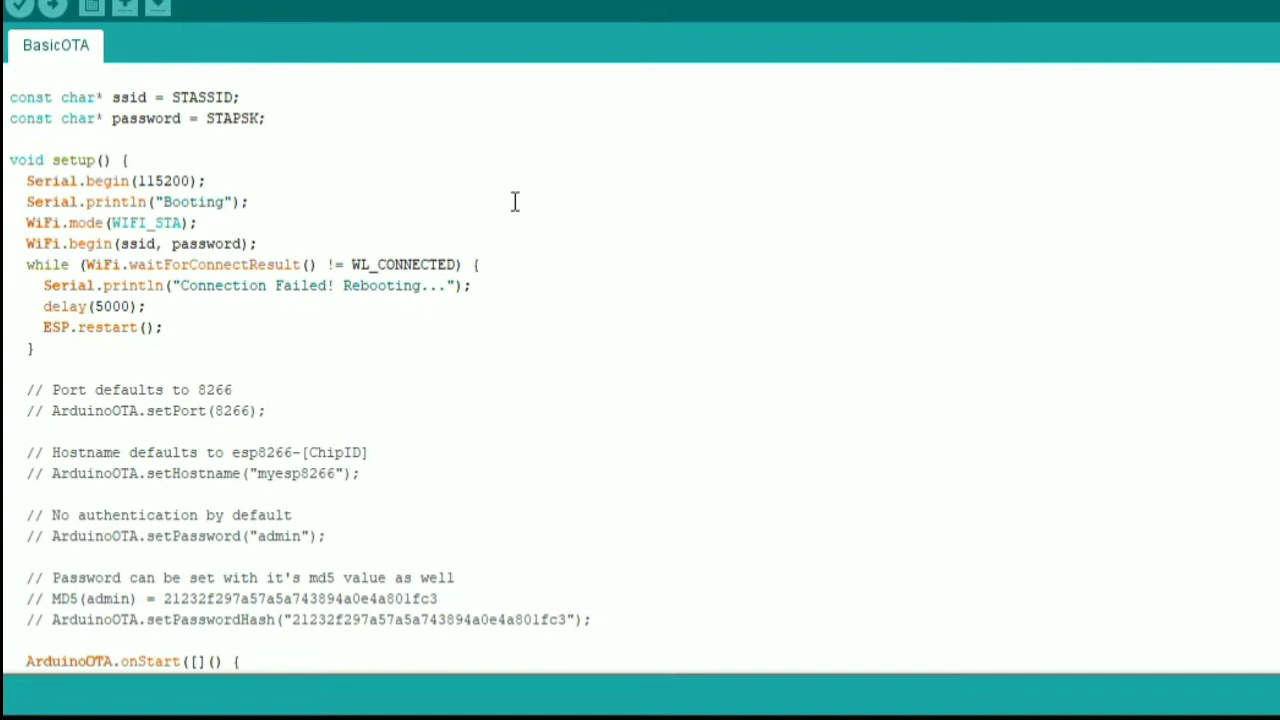 BasicOTA
const char* ssid = STASSID;
const char* password = STAPSK;
void setup() {
Serial.begin(115200);
Serial.println("Booting");
WiFi.mode(WIFI_STA);
WiFi.begin(ssid, password);
while (WiFi.waitForConnectResult() != WL_CONNECTED) {
Serial.println("Connection Failed! Rebooting...");
delay(5000);
ESP.restart();
}
// Port defaults to 8266
// ArduinoOTA.setPort(8266);
// Hostname defaults to esp8266-[ChipID]
// ArduinoOTA.setHostname("myesp8266");
// No authentication by default
// ArduinoOTA.setPassword("admin");
// Password can be set with it's md5 value as well
// MD5(admin) = 21232f297a57a5a743894a0e4a801fc3
// ArduinoOTA.setPasswordHash("21232f297a57a5a743894a0e4a801fc3");
ArduinoOTA.onStart([]() {